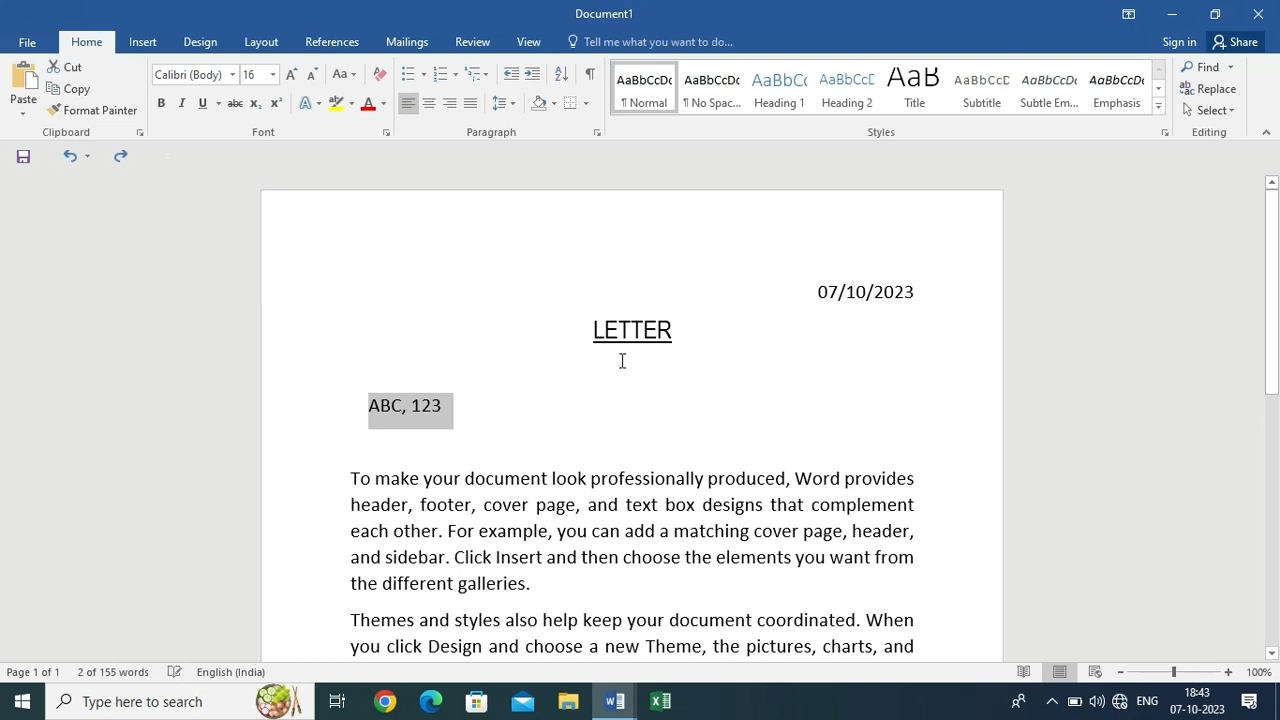 Document1
File Home Insert Design Layout References Mailings Review View Tell me what you want to do... Sign in Share
Cut
Copy
Format Painter
Paste
Calibri (Body) 16
AaBbCcDc AaBbCcDc AaBbCc AaBbCcE AaB AaBbCcD AaBbCcDc AaBbCcDc
¶ Normal ¶ No Spac... Heading Heading 2 Title Subtitle Subtle Em... Emphasis
Find
Replace
Select
Clipboard Font Paragraph Styles Editing
07/10/2023
LETTER
ABC, 123
To make your document look professionally produced, Word provides
header, footer, cover page, and text box designs that complement
each other. For example, you can add a matching cover page, header,
and sidebar. Click Insert and then choose the elements you want from
the different galleries.
Themes and styles also help keep your document coordinated. When
you click Design and choose a new Theme, the pictures, charts, and
Page 1 of 1 2 of 155 words English (India) 100%
Type here to search
ENG
18:43
07-10-2023